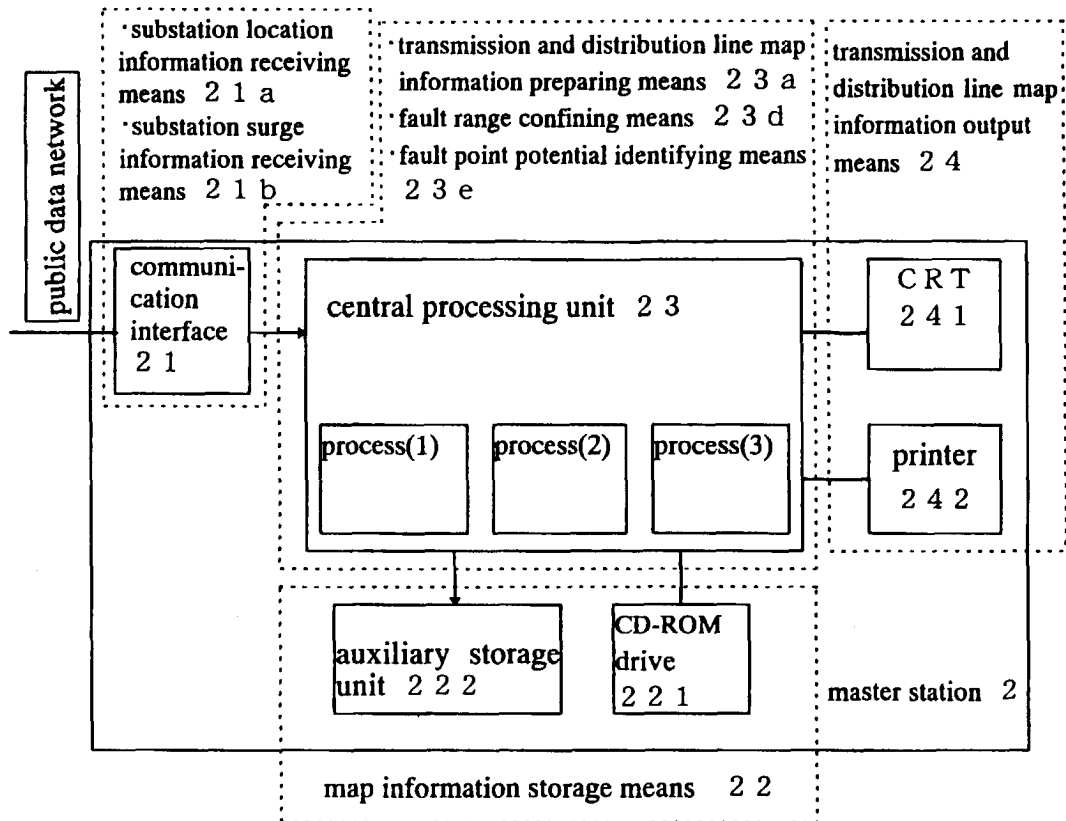 public data network
·substation location
information receiving
means 2 1 a
·substation surge
information receiving
means 2 1 b
·transmission and distribution line map
information preparing means 2 3 a
·fault range confining means 2 3 d
·fault point potential identifying means
2 3 e
transmission and
distribution line map
information output
means 2 4
communi-
cation
interface
2 1
central processing unit 2 3
process(1)
process(2)
process(3)
C R T
2 4 1
printer
2 4 2
auxiliary storage
unit 2 2 2
CD-ROM
drive
2 2 1
master station 2
map information storage means 2 2